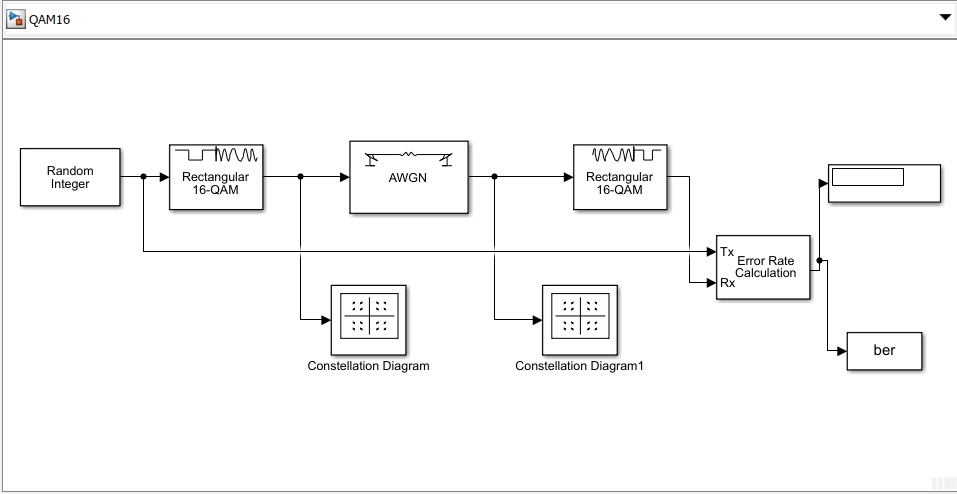 QAM16
Random
Integer
Rectangular
16-QAM
AWGN
Rectangular
16-QAM
Tx
Rx
Error Rate
Calculation
ber
Constellation Diagram
Constellation Diagram1